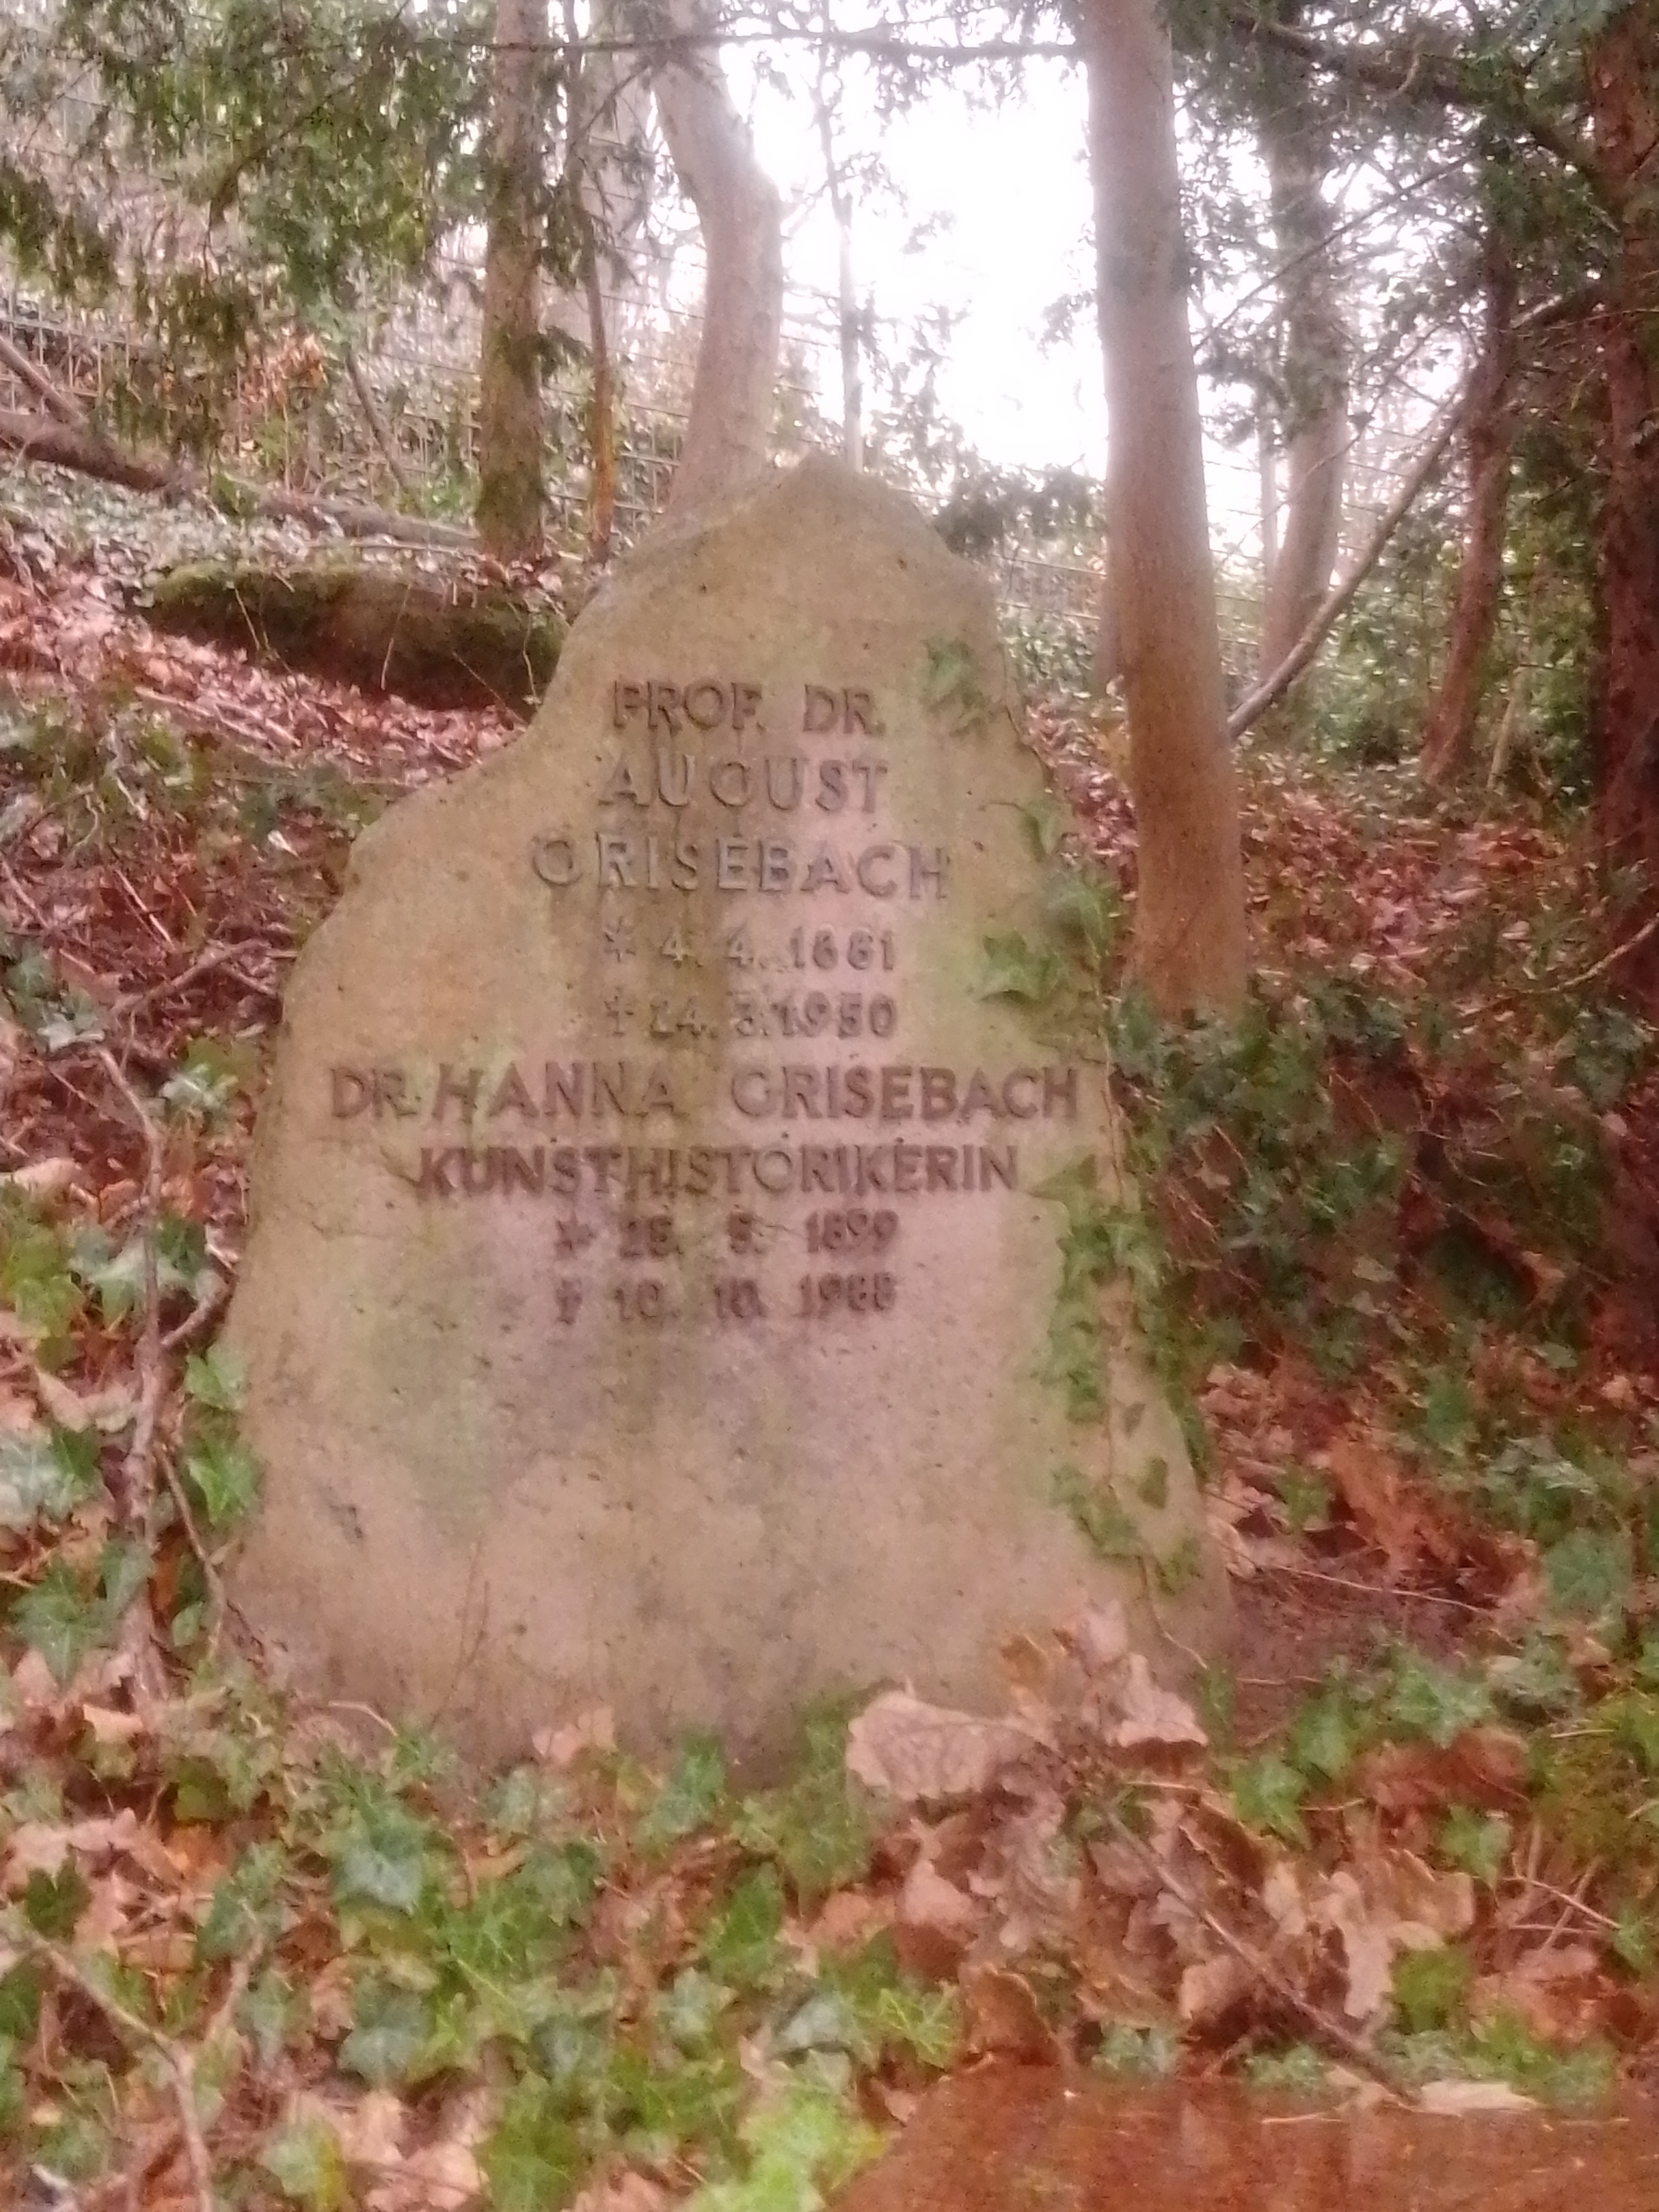 PROF. DR.
AUGUST
GRISEBACH
* 4. 4. 1881
† 24. 3. 1950
DR. HANNA GRISEBACH
KUNSTHISTORIKERIN
* 5. 1899
† 10. 10. 1988